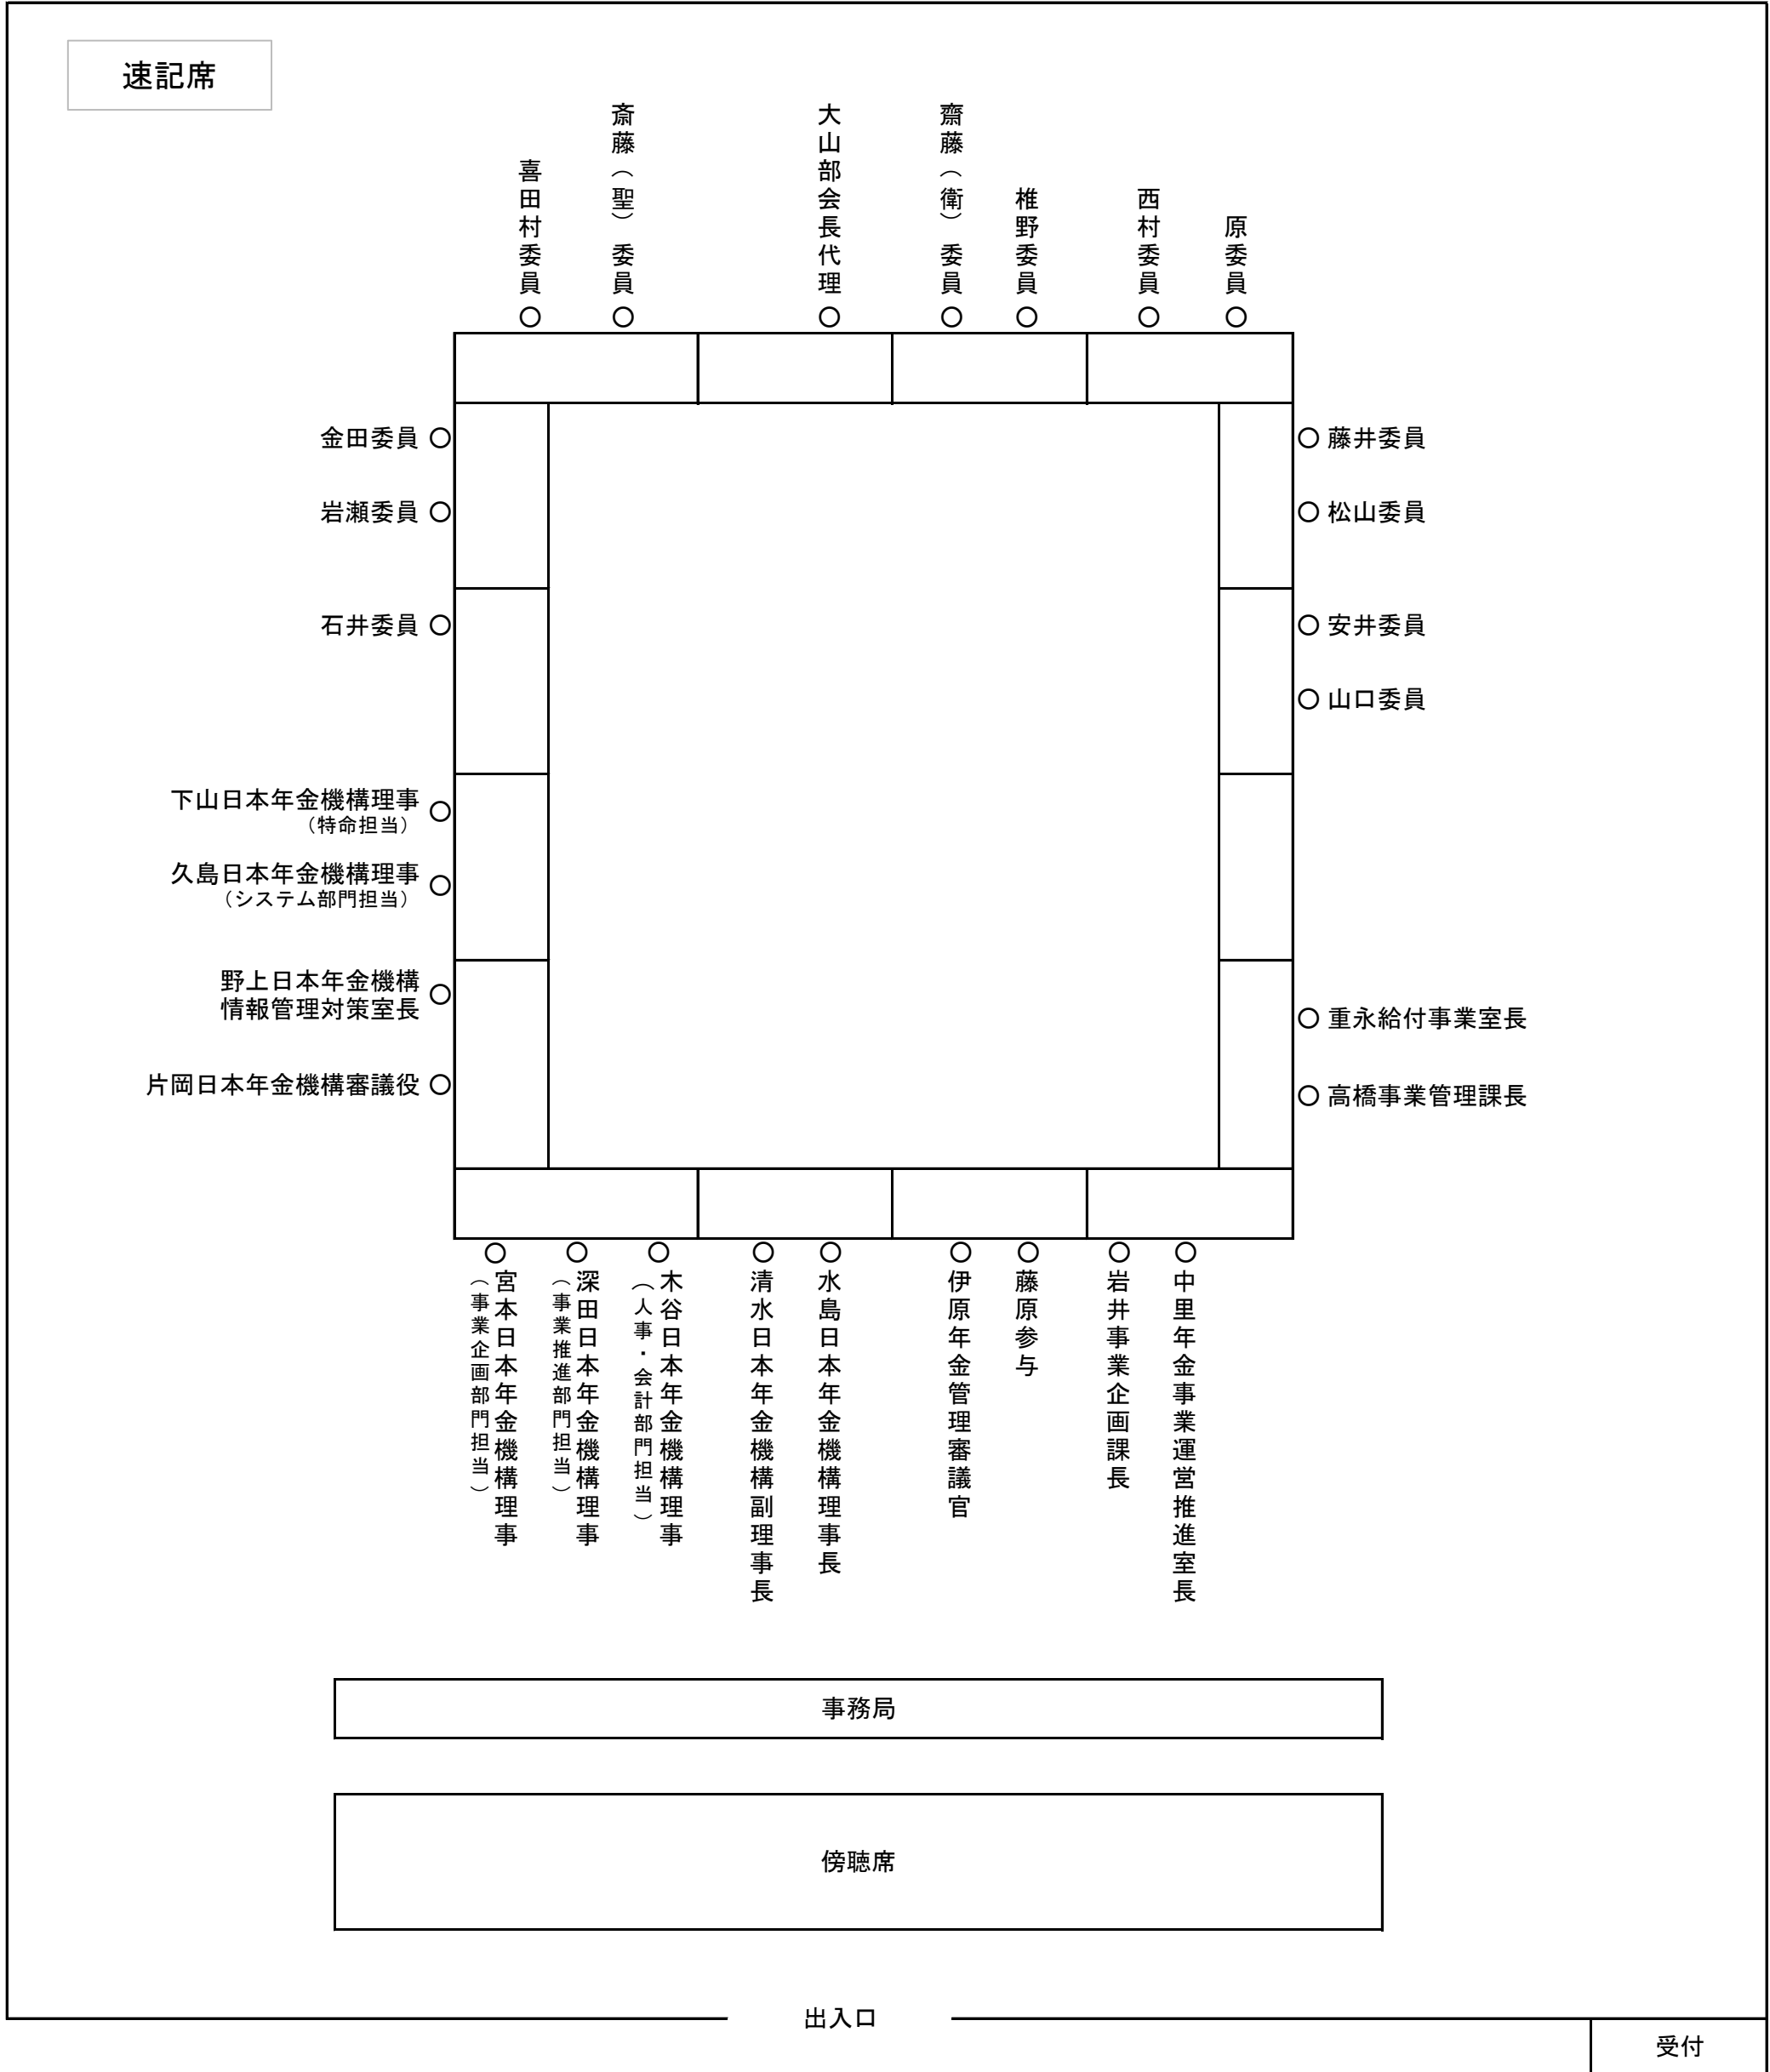 速記席
喜田村委員
斎藤（聖）委員
大山部会長代理
齋藤（衛）委員
椎野委員
西村委員
原委員
金田委員
岩瀬委員
石井委員
下山日本年金機構理事
（特命担当）
久島日本年金機構理事
（システム部門担当）
野上日本年金機構
情報管理対策室長
片岡日本年金機構審議役
藤井委員
松山委員
安井委員
山口委員
重永給付事業室長
高橋事業管理課長
宮本日本年金機構理事
（事業企画部門担当）
深田日本年金機構理事
（事業推進部門担当）
木谷日本年金機構理事
（人事・会計部門担当）
清水日本年金機構副理事長
水島日本年金機構理事長
伊原年金管理審議官
藤原参与
岩井事業企画課長
中里年金事業運営推進室長
事務局
傍聴席
出入口
受付